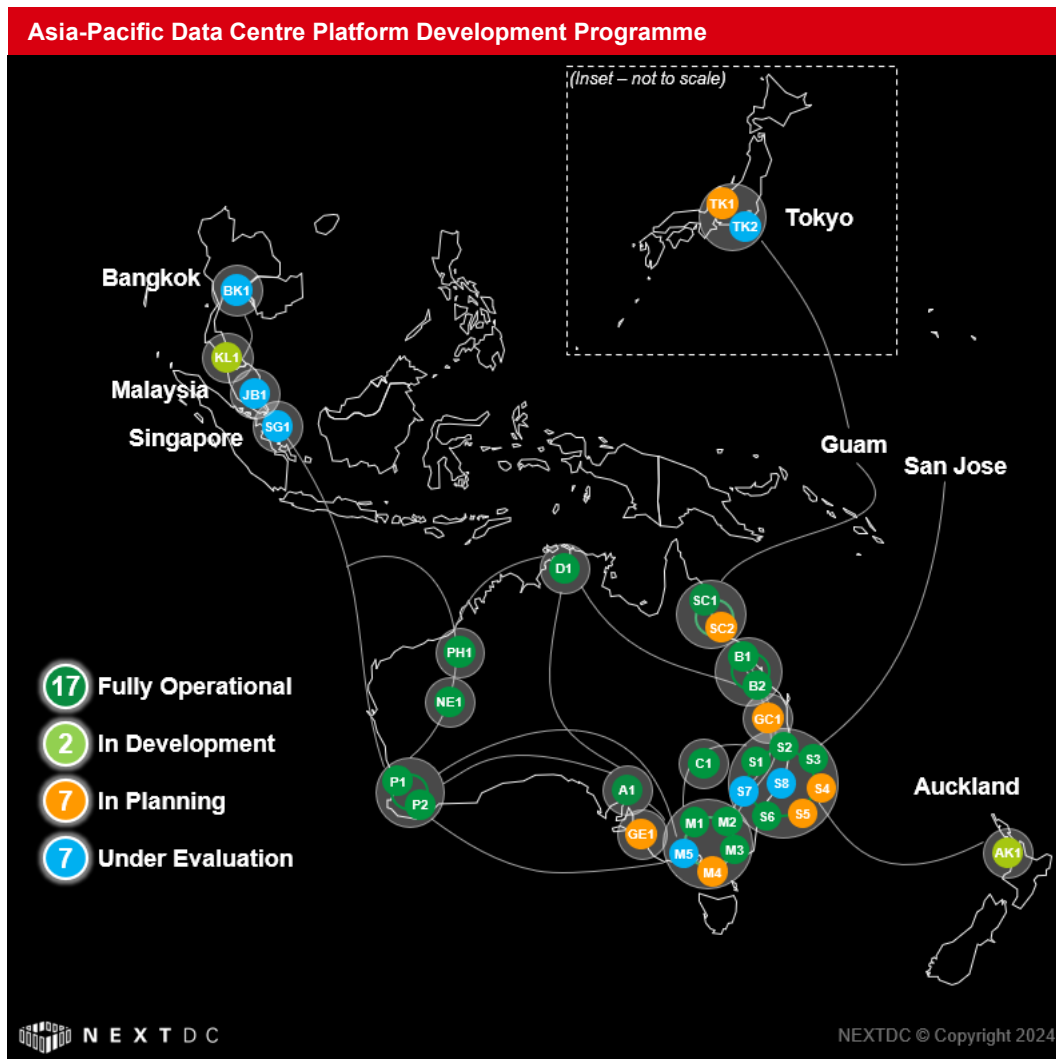 Asia-Pacific Data Centre Platform Development Programme
(Inset – not to scale)
TK1
TK2
Tokyo
Bangkok
BK1
KL1
Malaysia
JB1
Singapore
SG1
Guam
San Jose
D1
SC1
SC2
PH1
B1
B2
NE1
GC1
17 Fully Operational
2 In Development
7 In Planning
7 Under Evaluation
P1
P2
C1
A1
GE1
S1
S2
S3
S7
S8
S4
S6
S5
M1
M2
M5
M3
M4
Auckland
AK1
NEXTDC
NEXTDC © Copyright 2024